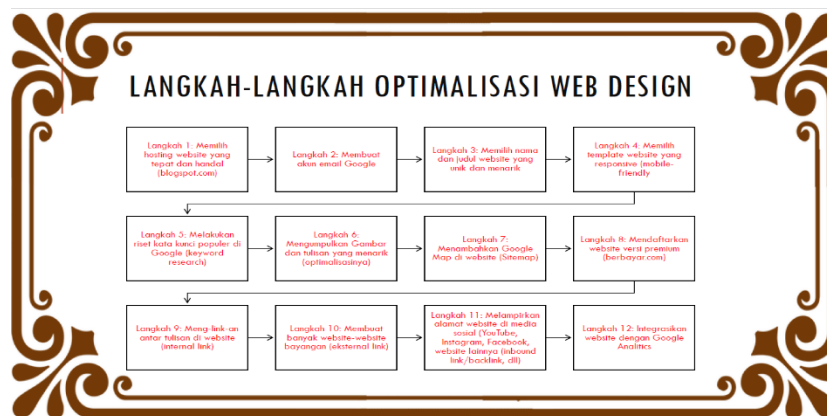 LANGKAH-LANGKAH OPTIMALISASI WEB DESIGN
Langkah 1: Memilih
hosting website yang
tepat dan handal
(blogspot.com)
Langkah 2: Membuat
akun email Google
Langkah 3: Memilih nama
dan judul website yang
unik dan menarik
Langkah 4: Memilih
template website yang
responsive (mobile-
friendly
Langkah 5: Melakukan
riset kata kunci populer di
Google (keyword
research)
Langkah 6:
Mengumpulkan Gambar
dan tulisan yang menarik
(optimalisasinya)
Langkah 7:
Menambahkan Google
Map di website (Sitemap)
Langkah 8: Mendaftarkan
website versi premium
(berbayar.com)
Langkah 9: Meng-link-an
antar tulisan di website
(internal link)
Langkah 10: Membuat
banyak website-website
bayangan (eksternal link)
Langkah 11: Melampirkan
alamat website di media
sosial (YouTube,
Instagram, Facebook,
website lainnya (inbound
link/backlink, dll)
Langkah 12: Integrasikan
website dengan Google
Analitics